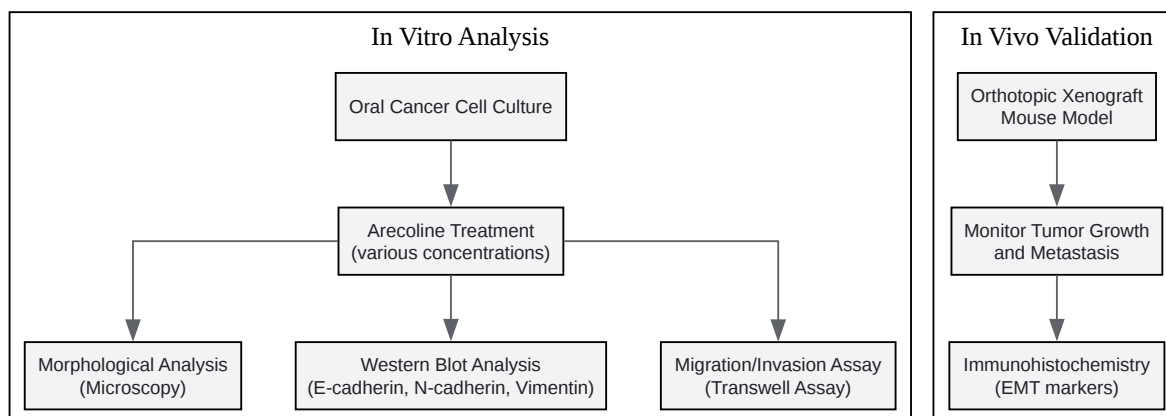 In Vitro Analysis
Oral Cancer Cell Culture
Arecoline Treatment
(various concentrations)
Morphological Analysis
(Microscopy)
Western Blot Analysis
(E-cadherin, N-cadherin, Vimentin)
Migration/Invasion Assay
(Transwell Assay)
In Vivo Validation
Orthotopic Xenograft
Mouse Model
Monitor Tumor Growth
and Metastasis
Immunohistochemistry
(EMT markers)